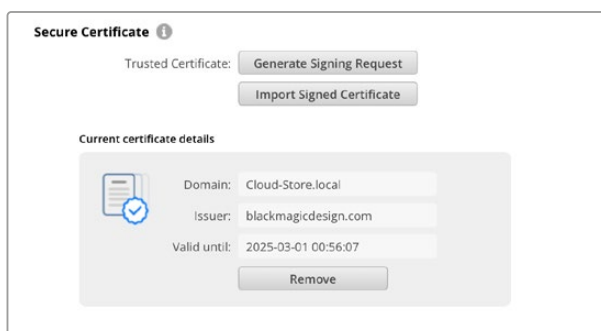 Secure Certificate i
Trusted Certificate: Generate Signing Request
Import Signed Certificate
Current certificate details
Domain: Cloud-Store.local
Issuer: blackmagicdesign.com
Valid until: 2025-03-01 00:56:07
Remove